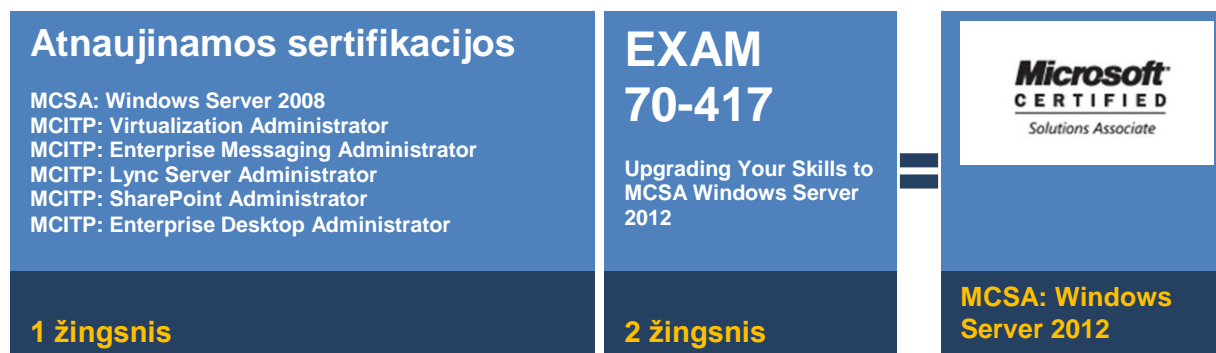 Atnaujinamos sertifikacijos
MCSA: Windows Server 2008
MCITP: Virtualization Administrator
MCITP: Enterprise Messaging Administrator
MCITP: Lync Server Administrator
MCITP: SharePoint Administrator
MCITP: Enterprise Desktop Administrator
1 žingsnis
EXAM
70-417
Upgrading Your Skills to
MCSA Windows Server
2012
2 žingsnis
=
Microsoft
CERTIFIED
Solutions Associate
MCSA: Windows
Server 2012